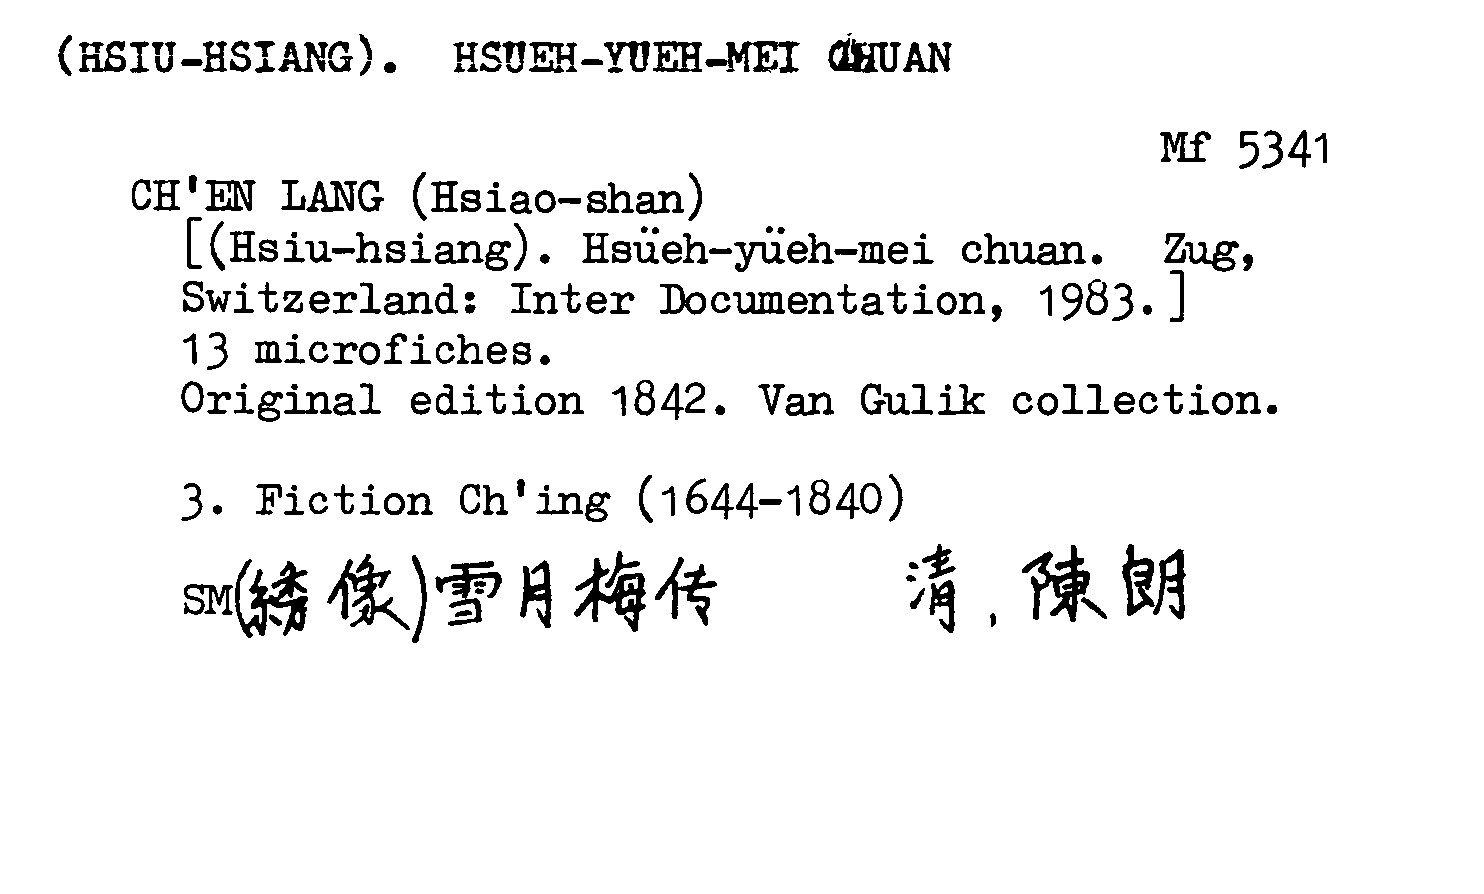 (HSIU-HSIANG). HSUEH-YUEH-MEI CHUAN
Mf 5341
CH'EN LANG (Hsiao-shan)
[(Hsiu-hsiang). Hsüeh-yüeh-mei chuan. Zug,
Switzerland: Inter Documentation, 1983.]
13 microfiches.
Original edition 1842. Van Gulik collection.
3. Fiction Ch'ing (1644-1840)
SM(繡像)雪月梅传 清,陳朗